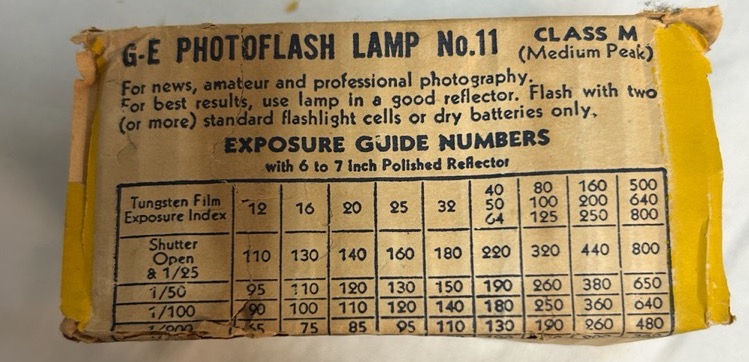 G-E PHOTOFLASH LAMP No.11 CLASS M
(Medium Peak)
For news, amateur and professional photography.
For best results, use lamp in a good reflector. Flash with two
(or more) standard flashlight cells or dry batteries only.
EXPOSURE GUIDE NUMBERS
with 6 to 7 Inch Polished Reflector
Tungsten Film Exposure Index 12 16 20 25 32 40 50 64 80 100 125 160 200 250 500 640 800
Shutter Open & 1/25 110 130 140 160 180 220 320 440 800
1/50 95 110 120 130 150 190 260 380 650
1/100 90 100 110 120 140 180 250 360 640
1/200 75 85 95 110 130 190 260 480